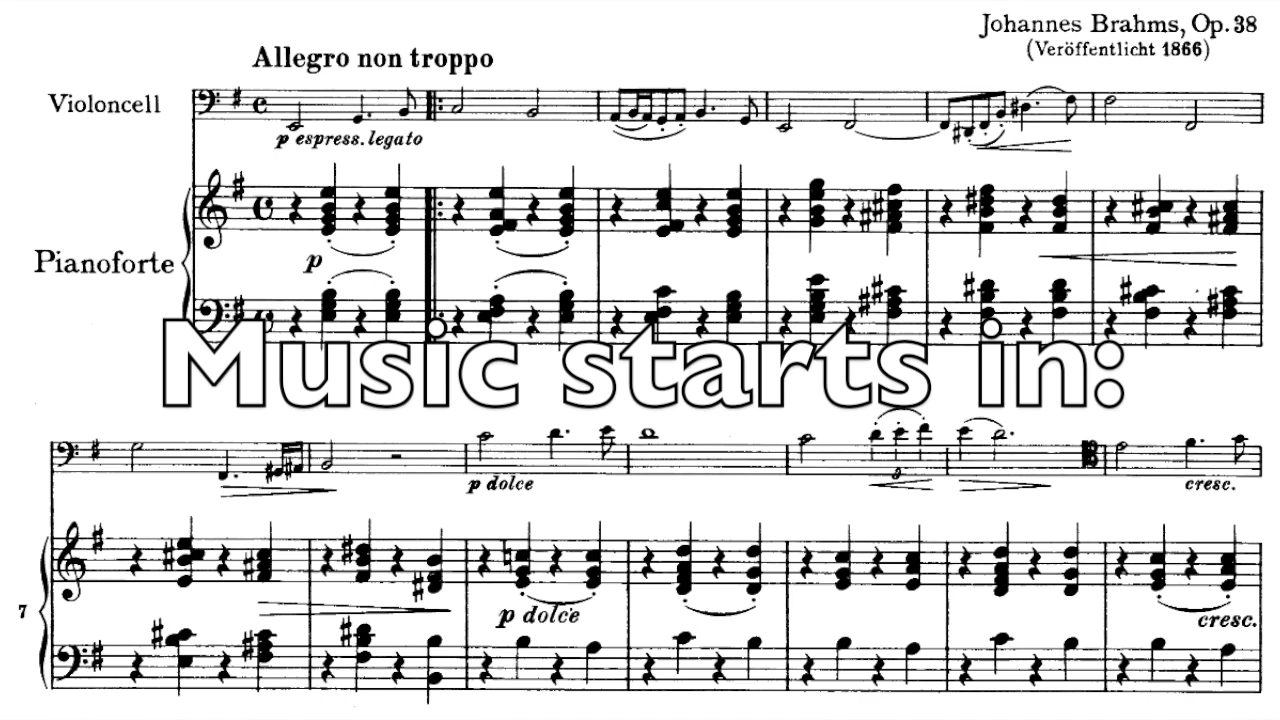 Johannes Brahms, Op. 38
(Veröffentlicht 1866)
Allegro non troppo
Violoncell
p espress. legato
Pianoforte
p
Music starts in:
p dolce
cresc.
3
7
p dolce
cresc.